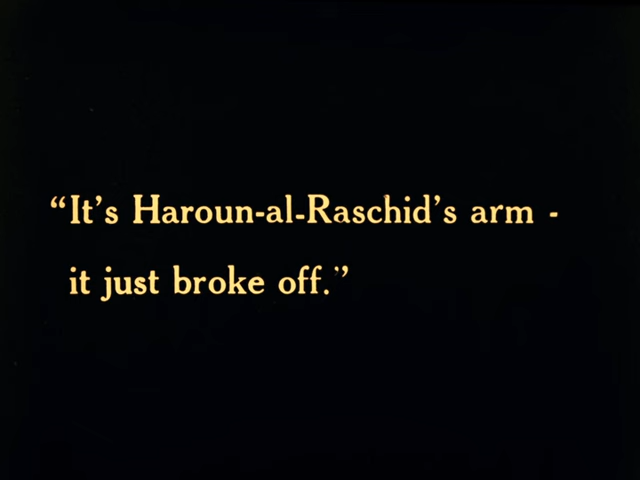 “It’s Haroun-al-Raschid’s arm -
it just broke off.”